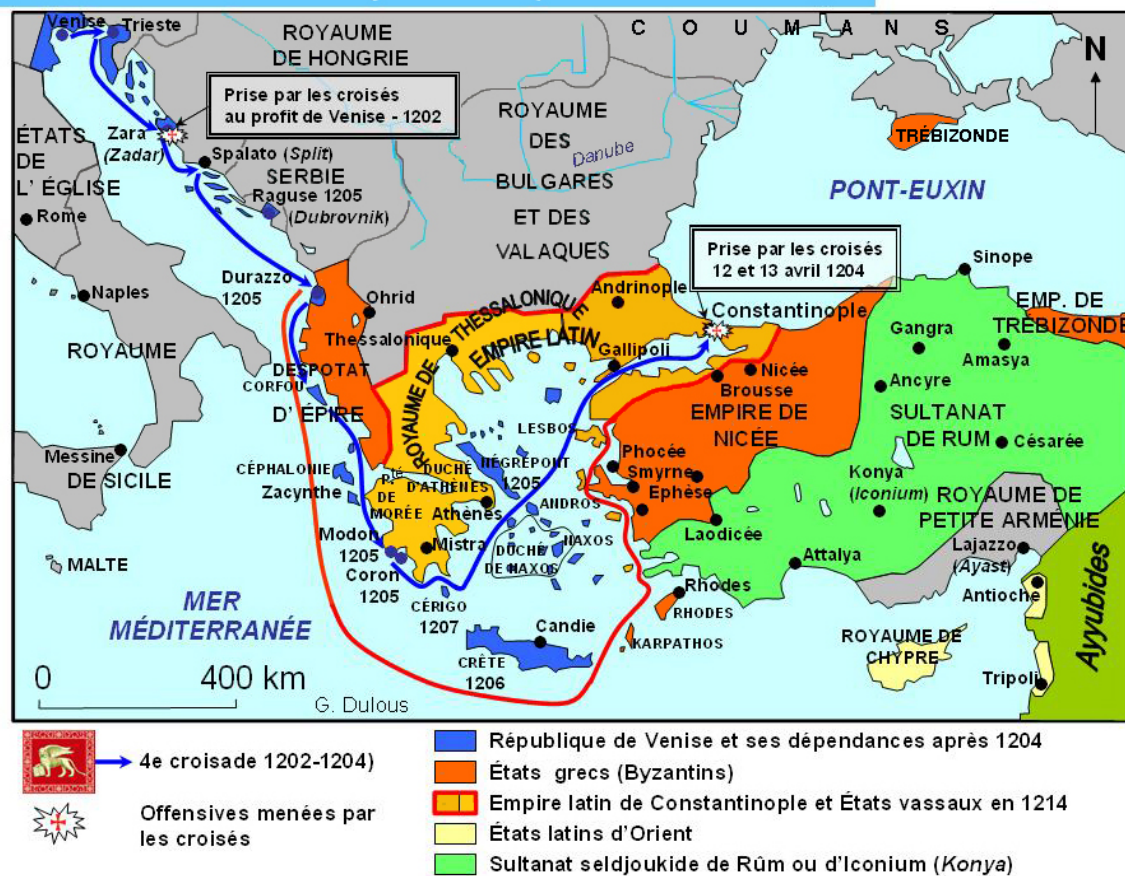 Venise
Trieste
ROYAUME
DE HONGRIE
C O U M A N S
N
Prise par les croisés
au profit de Venise - 1202
Zara
(Zadar)
ÉTATS
DE
L' ÉGLISE
Rome
Spalato (Split)
SERBIE
Raguse 1205
(Dubrovnik)
ROYAUME
DES
BULGARES
ET DES
VALAQUES
Danube
TRÉBIZONDE
PONT-EUXIN
Prise par les croisés
12 et 13 avril 1204
Naples
Durazzo
1205
Ohrid
Andrinople
Constantinople
Sinope
ROYAUME
DE SICILE
Messine
MALTE
Thessalonique
ROYAUME DE THESSALONIQUE
EMPIRE LATIN
Gallipoli
Nicée
Brousse
Gangra
EMP. DE
TRÉBIZONDE
Amasya
DESPOTAT
D' ÉPIRE
CORFOU
EMPIRE DE
NICÉE
Ancyre
SULTANAT
DE RUM
Césarée
LESBOS
Phocée
Smyrne
Ephèse
CÉPHALONIE
Zacynthe
DUCHÉ
D'ATHÈNES
NÉGREPONT
1205
Pté
DE
MORÉE
Athènes
ANDROS
Konya
(Iconium)
ROYAUME DE
PETITE ARMÉNIE
Modon
1205
Coron
1205
Mistra
DUCHÉ
DE NAXOS
NAXOS
Laodicée
Attalya
Lajazzo
(Ayast)
Antioche
CÉRIGO
1207
Rhodes
RHODES
KARPATHOS
MER
MÉDITERRANÉE
Candie
CRÊTE
1206
ROYAUME DE
CHYPRE
Tripoli
Ayyubides
0 400 km
G. Dulous
4e croisade 1202-1204)
Offensives menées par
les croisés
République de Venise et ses dépendances après 1204
États grecs (Byzantins)
Empire latin de Constantinople et États vassaux en 1214
États latins d'Orient
Sultanat seldjoukide de Rûm ou d'Iconium (Konya)